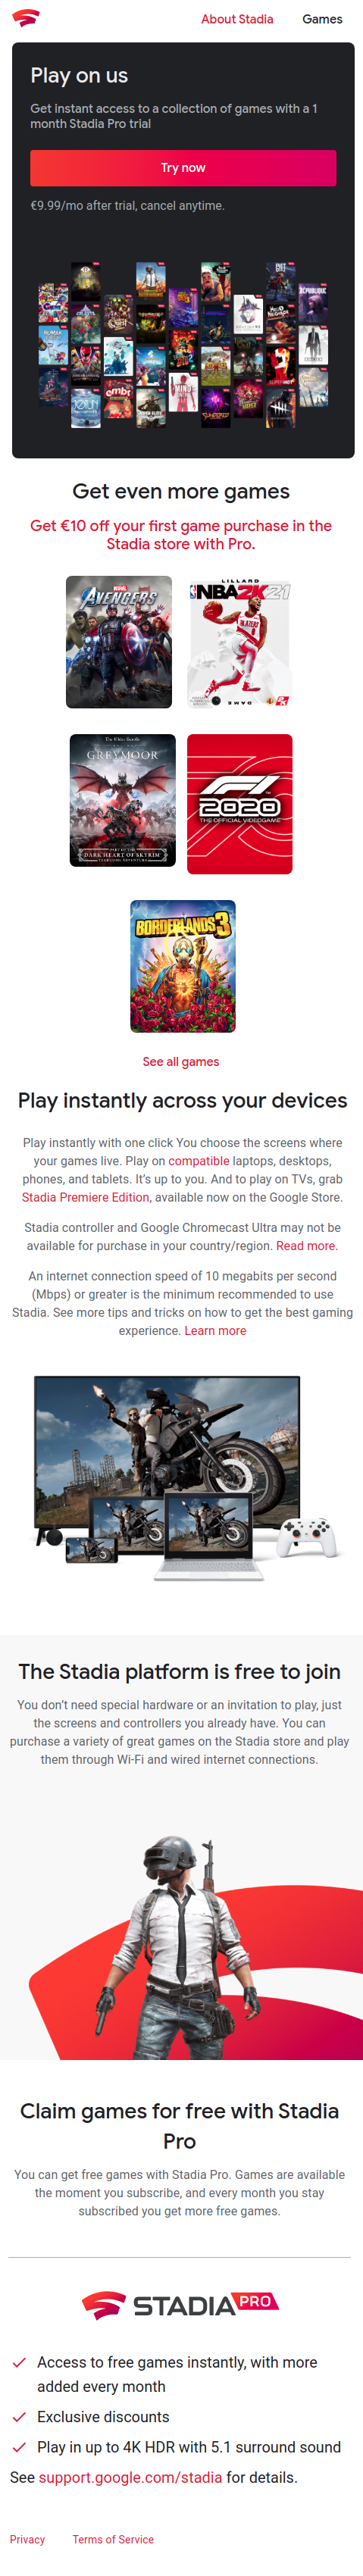 About Stadia Games
Play on us
Get instant access to a collection of games with a 1
month Stadia Pro trial
Try now
€9.99/mo after trial, cancel anytime.
Get even more games
Get €10 off your first game purchase in the
Stadia store with Pro.
MARVEL
AVENGERS
LILLARD
NBA2K21
DAME
GREYMOOR
DARK HEART OF SKYRIM
F1
2020
THE OFFICIAL VIDEOGAME
BORDERLANDS 3
See all games
Play instantly across your devices
Play instantly with one click You choose the screens where
your games live. Play on compatible laptops, desktops,
phones, and tablets. It's up to you. And to play on TVs, grab
Stadia Premiere Edition, available now on the Google Store.
Stadia controller and Google Chromecast Ultra may not be
available for purchase in your country/region. Read more.
An internet connection speed of 10 megabits per second
(Mbps) or greater is the minimum recommended to use
Stadia. See more tips and tricks on how to get the best gaming
experience. Learn more
The Stadia platform is free to join
You don't need special hardware or an invitation to play, just
the screens and controllers you already have. You can
purchase a variety of great games on the Stadia store and play
them through Wi-Fi and wired internet connections.
Claim games for free with Stadia
Pro
You can get free games with Stadia Pro. Games are available
the moment you subscribe, and every month you stay
subscribed you get more free games.
STADIA PRO
Access to free games instantly, with more
added every month
Exclusive discounts
Play in up to 4K HDR with 5.1 surround sound
See support.google.com/stadia for details.
Privacy Terms of Service